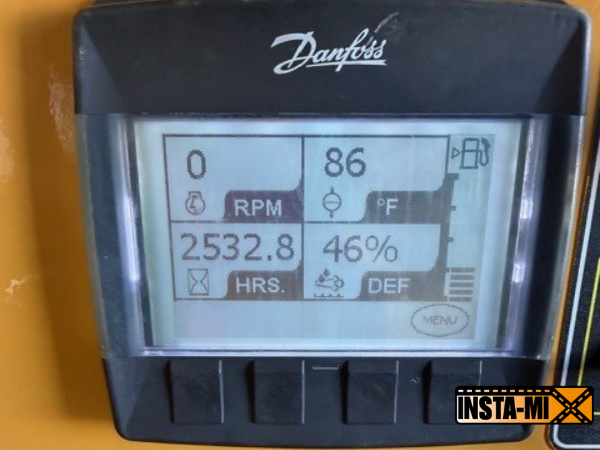 Danfoss
0 86
RPM °F
2532.8 46%
HRS. DEF
MENU
INSTA-MIX